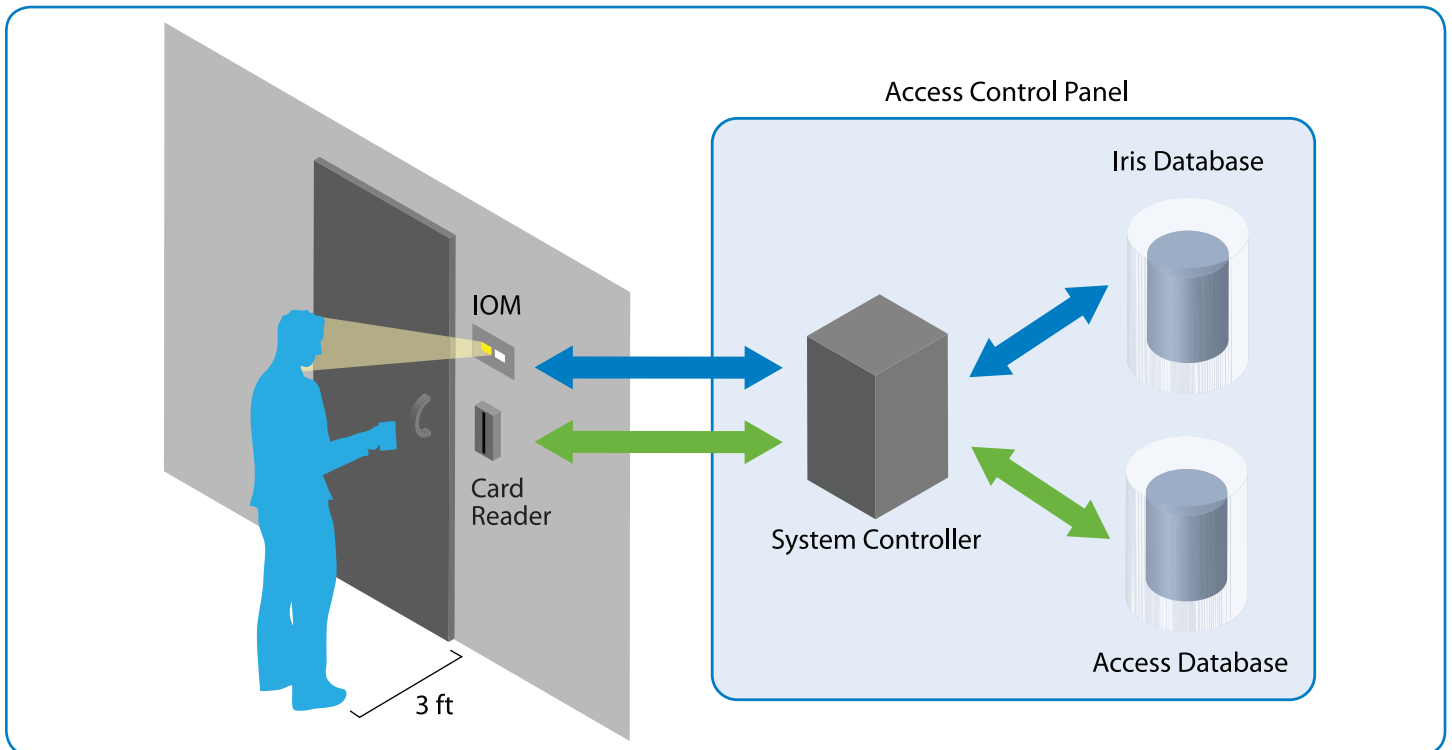 Access Control Panel
Iris Database
IOM
Card
Reader
System Controller
Access Database
3 ft